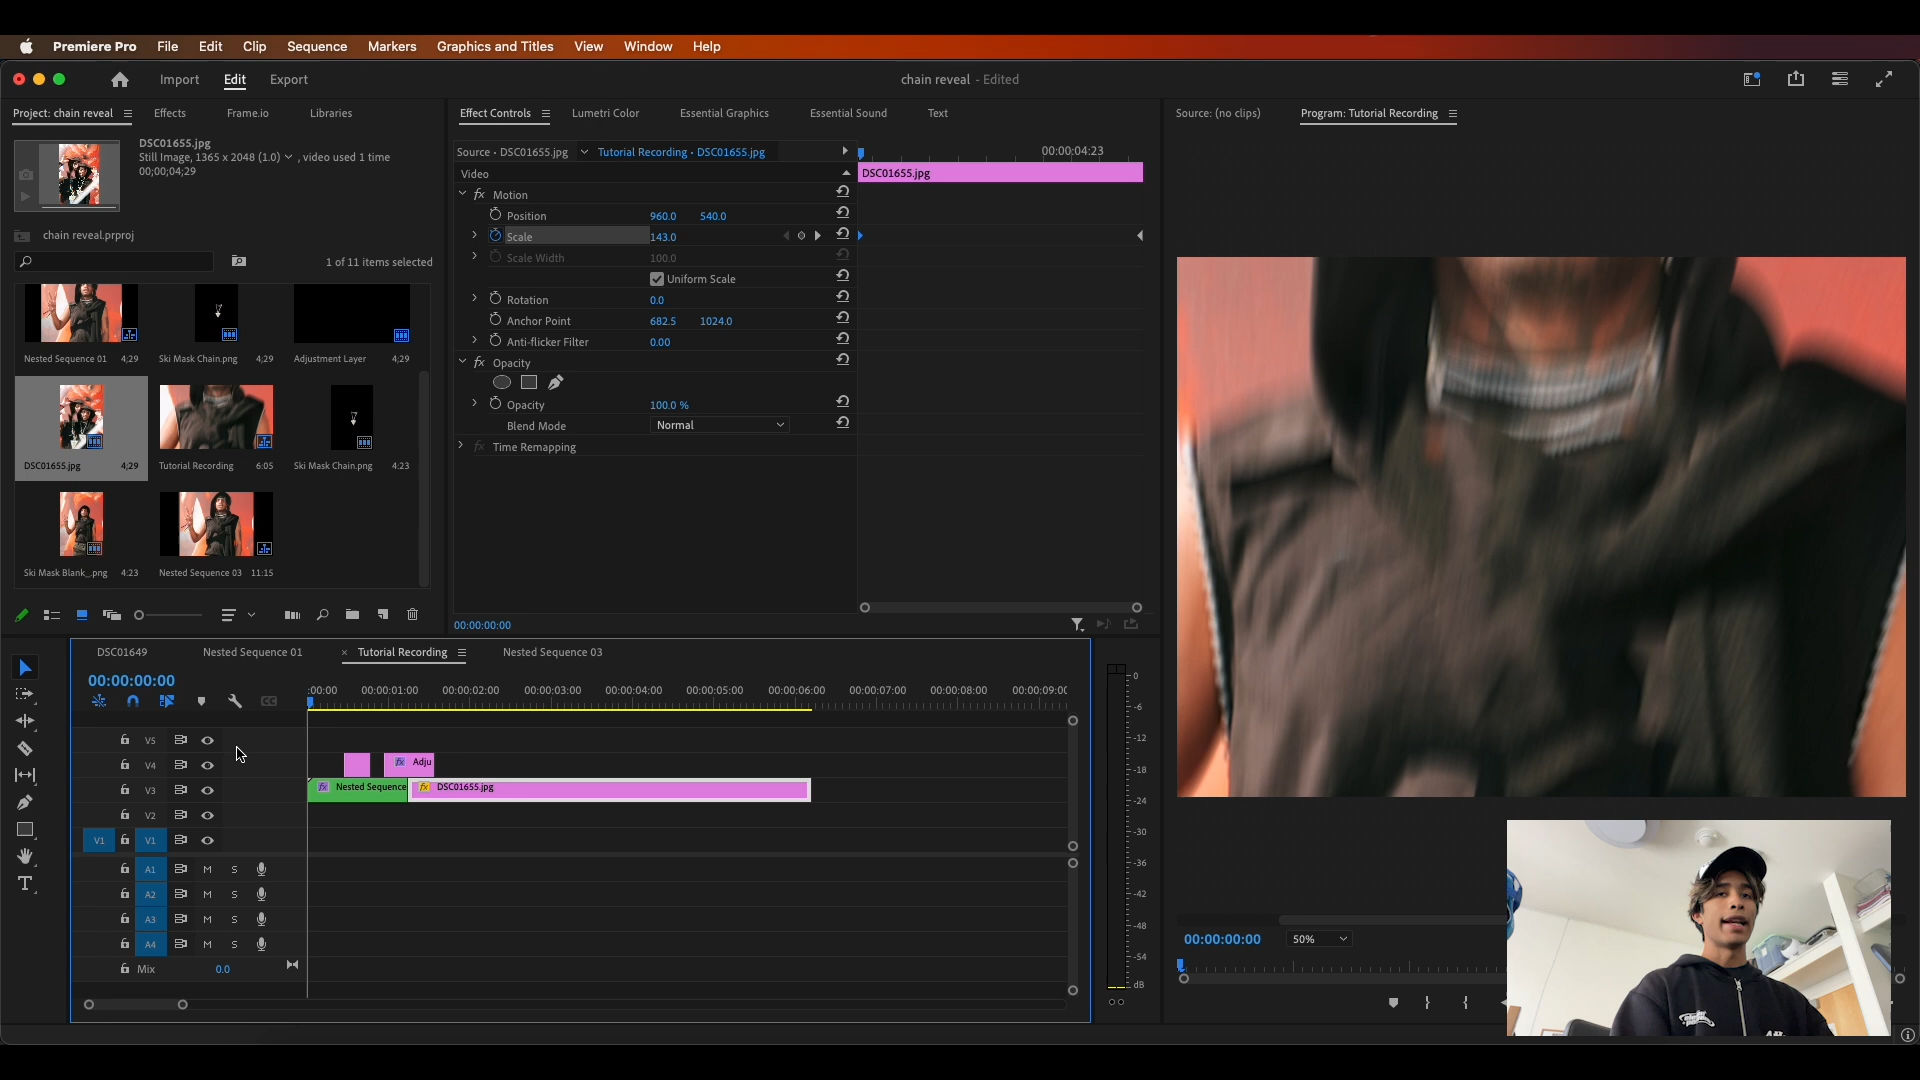 Premiere Pro File Edit Clip Sequence Markers Graphics and Titles View Window Help
Import Edit Export
chain reveal - Edited
Project: chain reveal Effects Frame.io Libraries
DSC01655.jpg
Still Image, 1365 x 2048 (1.0) , video used 1 time
00;00;04;29
chain reveal.prproj
1 of 11 items selected
Nested Sequence 01 4;29 Ski Mask Chain.png 4;29 Adjustment Layer 4;29
DSC01655.jpg 4;29 Tutorial Recording 6:05 Ski Mask Chain.png 4:23
Ski Mask Blank_.png 4:23 Nested Sequence 03 11:15
Effect Controls Lumetri Color Essential Graphics Essential Sound Text
Source • DSC01655.jpg Tutorial Recording • DSC01655.jpg 00:00:04:23
Video DSC01655.jpg
fx Motion
Position 960.0 540.0
Scale 143.0
Scale Width 100.0
Uniform Scale
Rotation 0.0
Anchor Point 682.5 1024.0
Anti-flicker Filter 0.00
fx Opacity
Opacity 100.0 %
Blend Mode Normal
fx Time Remapping
00:00:00:00
Source: (no clips) Program: Tutorial Recording
00:00:00:00 50%
DSC01649 Nested Sequence 01 × Tutorial Recording Nested Sequence 03
00:00:00:00
:00:00 00:00:01:00 00:00:02:00 00:00:03:00 00:00:04:00 00:00:05:00 00:00:06:00 00:00:07:00 00:00:08:00 00:00:09:0
CC
V5
V4 fx Adju
V3 fx Nested Sequence fx DSC01655.jpg
V2
V1 V1
A1 M S
A2 M S
A3 M S
A4 M S
Mix 0.0
0
-6
-12
-18
-24
-30
-36
-42
-48
-54
dB